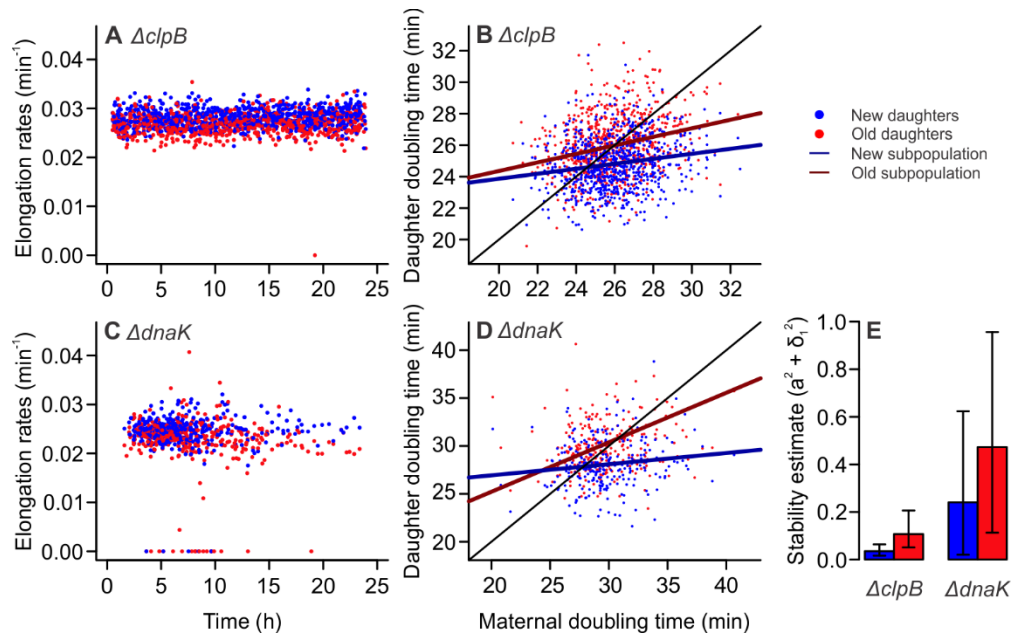 A ΔclpB
Elongation rates (min⁻¹)
0.04
0.03
0.02
0.01
0.00
0 5 10 15 20 25
B ΔclpB
Daughter doubling time (min)
32
30
28
26
24
22
20
20 22 24 26 28 30 32
New daughters
Old daughters
New subpopulation
Old subpopulation
C ΔdnaK
Elongation rates (min⁻¹)
0.04
0.03
0.02
0.01
0.00
0 5 10 15 20 25
Time (h)
D ΔdnaK
Daughter doubling time (min)
40
35
30
25
20
20 25 30 35 40
Maternal doubling time (min)
E
Stability estimate (a² + δ₁²)
1.0
0.8
0.6
0.4
0.2
0.0
ΔclpB ΔdnaK